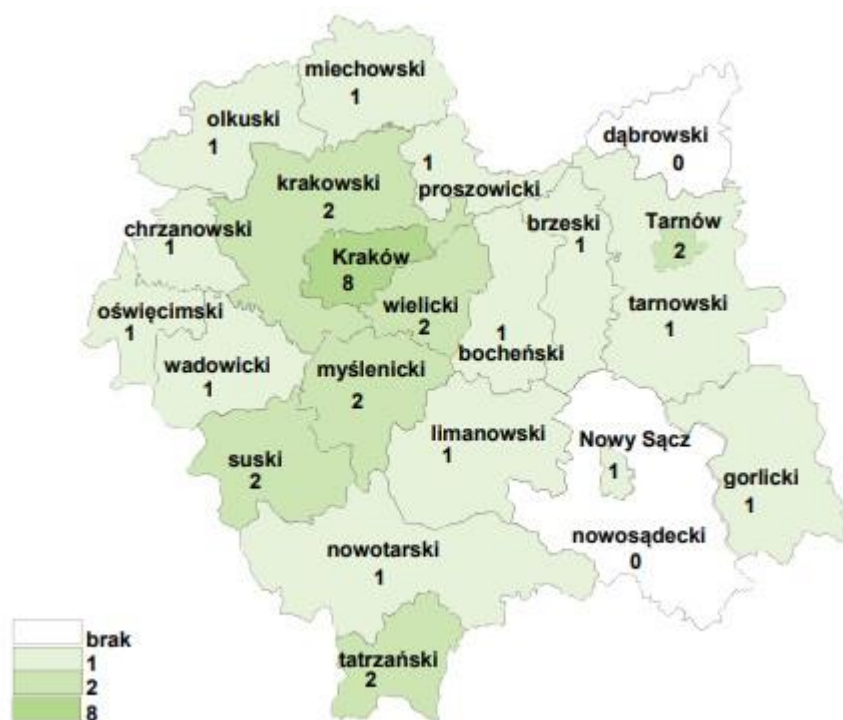 miechowski
1
olkuski
1
dąbrowski
0
krakowski
2
1
proszowicki
chrzanowski
1
brzeski
1
Tarnów
2
Kraków
8
wielicki
2
oświęcimski
1
tarnowski
1
1
bocheński
wadowicki
1
myślenicki
2
limanowski
1
Nowy Sącz
1
suski
2
gorlicki
1
nowosądecki
0
nowotarski
1
tatrzański
2
brak
1
2
8